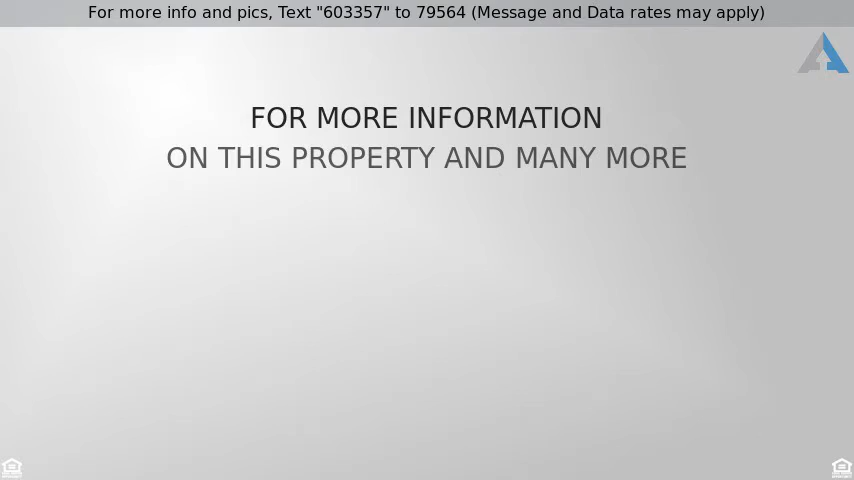 For more info and pics, Text "603357" to 79564 (Message and Data rates may apply)
FOR MORE INFORMATION
ON THIS PROPERTY AND MANY MORE